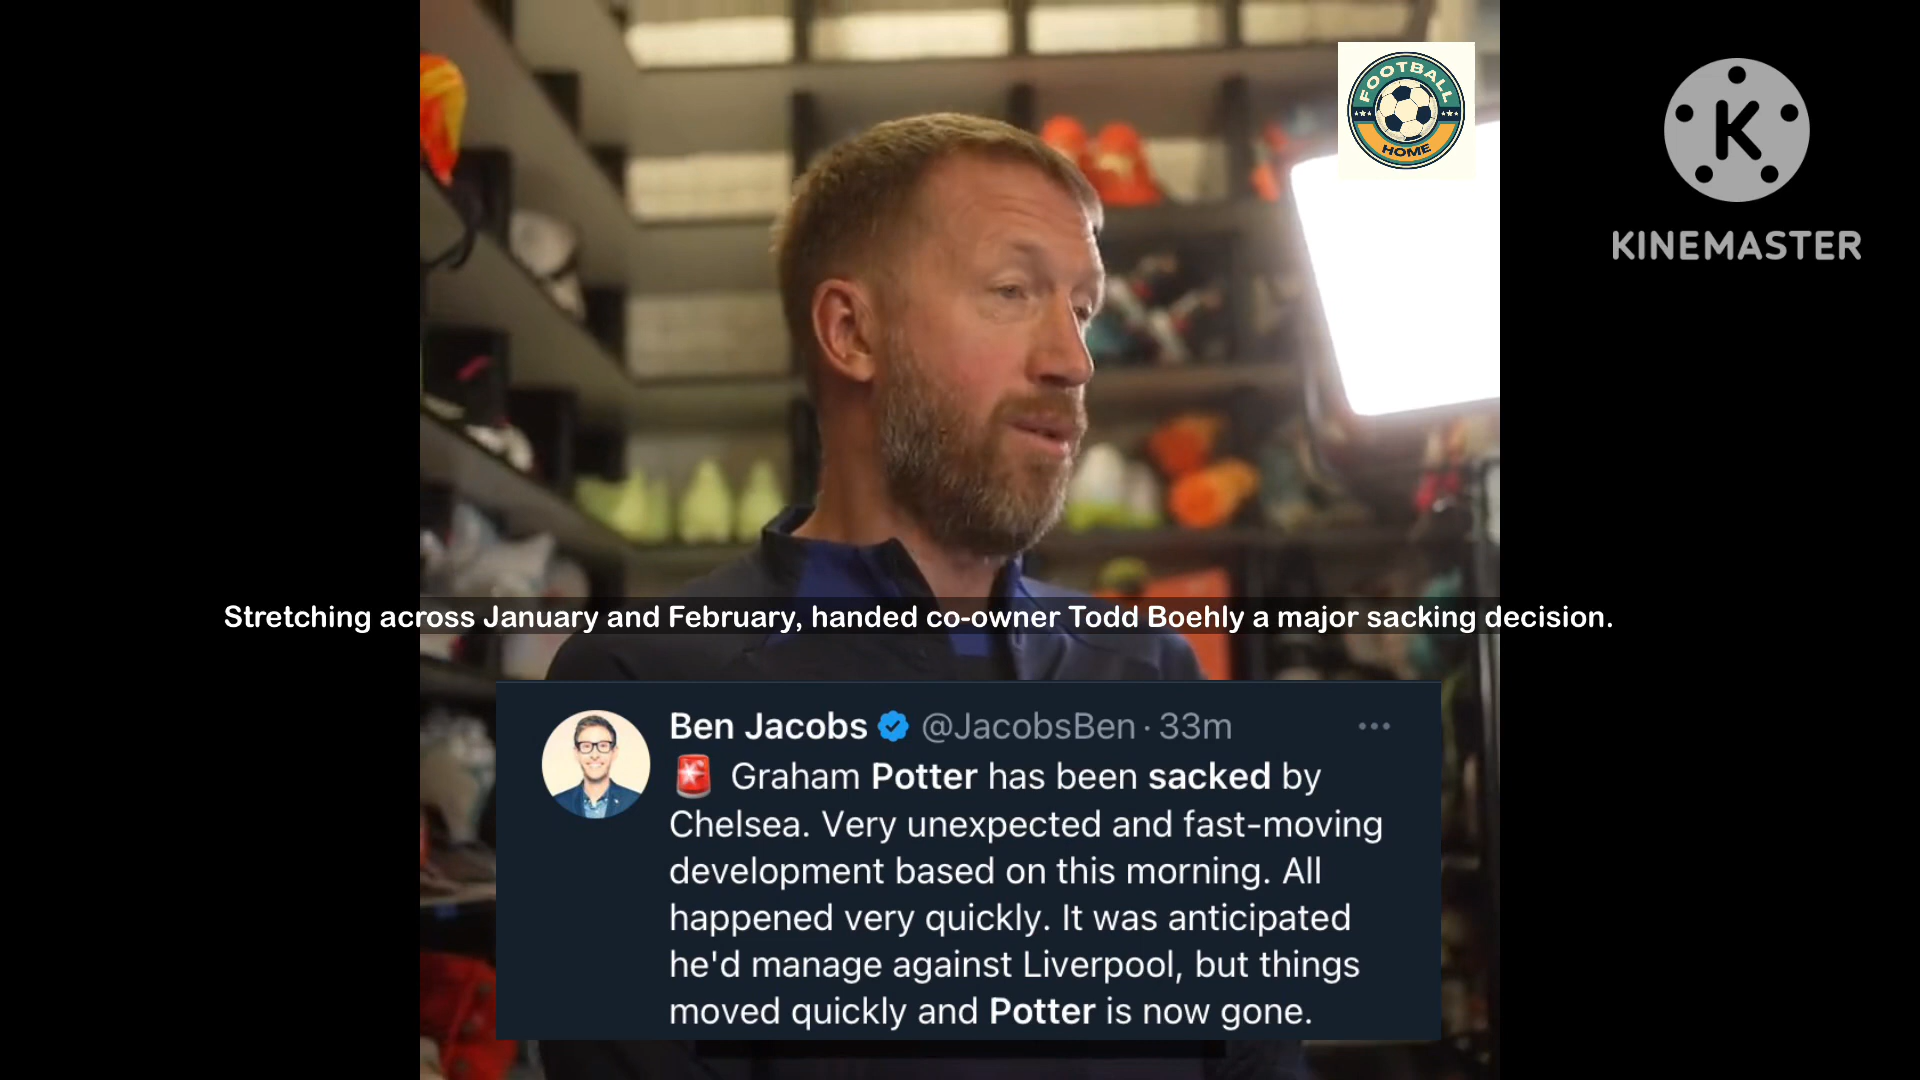 FOOTBALL
HOME
K
KINEMASTER
Stretching across January and February, handed co-owner Todd Boehly a major sacking decision.
Ben Jacobs @JacobsBen · 33m
🚨 Graham Potter has been sacked by
Chelsea. Very unexpected and fast-moving
development based on this morning. All
happened very quickly. It was anticipated
he'd manage against Liverpool, but things
moved quickly and Potter is now gone.